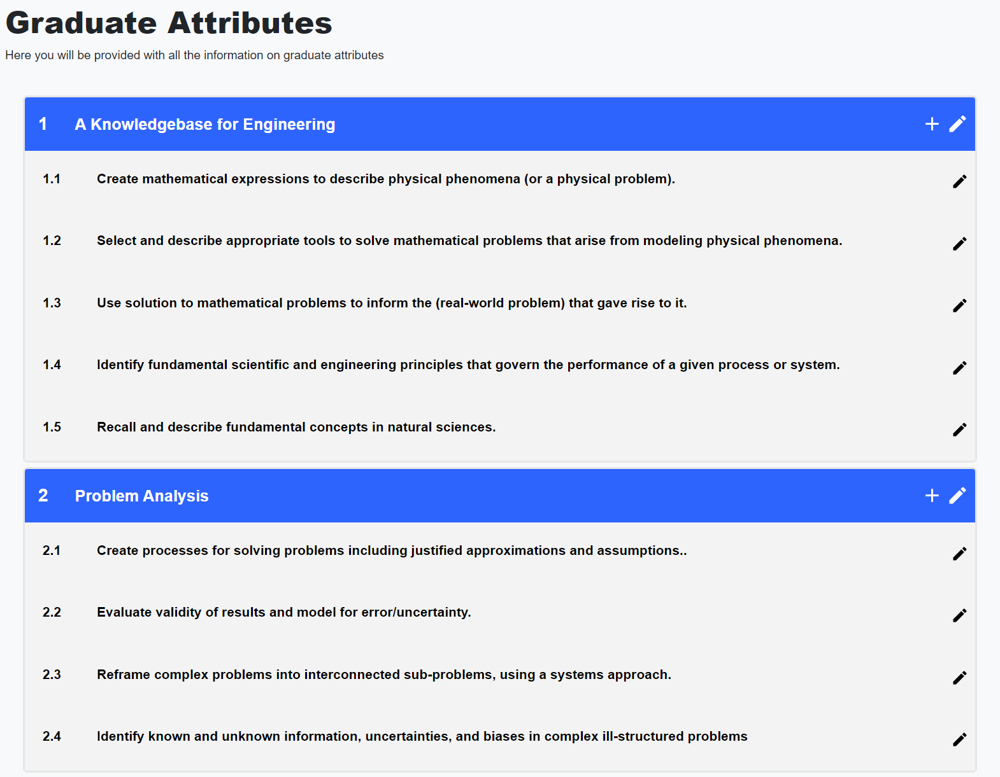 Graduate Attributes
Here you will be provided with all the information on graduate attributes
1 A Knowledgebase for Engineering
1.1 Create mathematical expressions to describe physical phenomena (or a physical problem).
1.2 Select and describe appropriate tools to solve mathematical problems that arise from modeling physical phenomena.
1.3 Use solution to mathematical problems to inform the (real-world problem) that gave rise to it.
1.4 Identify fundamental scientific and engineering principles that govern the performance of a given process or system.
1.5 Recall and describe fundamental concepts in natural sciences.
2 Problem Analysis
2.1 Create processes for solving problems including justified approximations and assumptions..
2.2 Evaluate validity of results and model for error/uncertainty.
2.3 Reframe complex problems into interconnected sub-problems, using a systems approach.
2.4 Identify known and unknown information, uncertainties, and biases in complex ill-structured problems